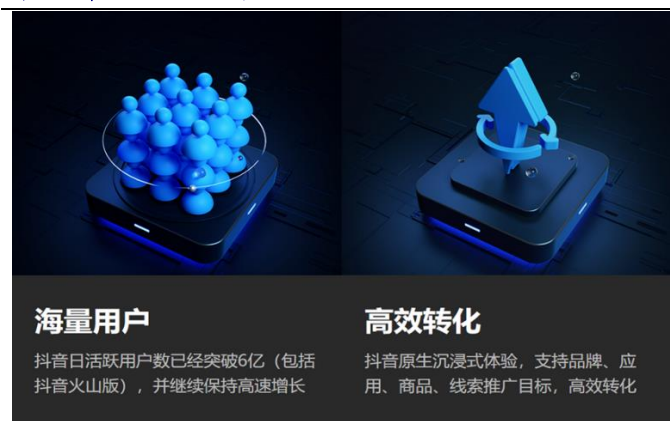 海量用户
抖音日活跃用户数已经突破6亿（包括
抖音火山版），并继续保持高速增长
高效转化
抖音原生沉浸式体验，支持品牌、应
用、商品、线索推广目标，高效转化